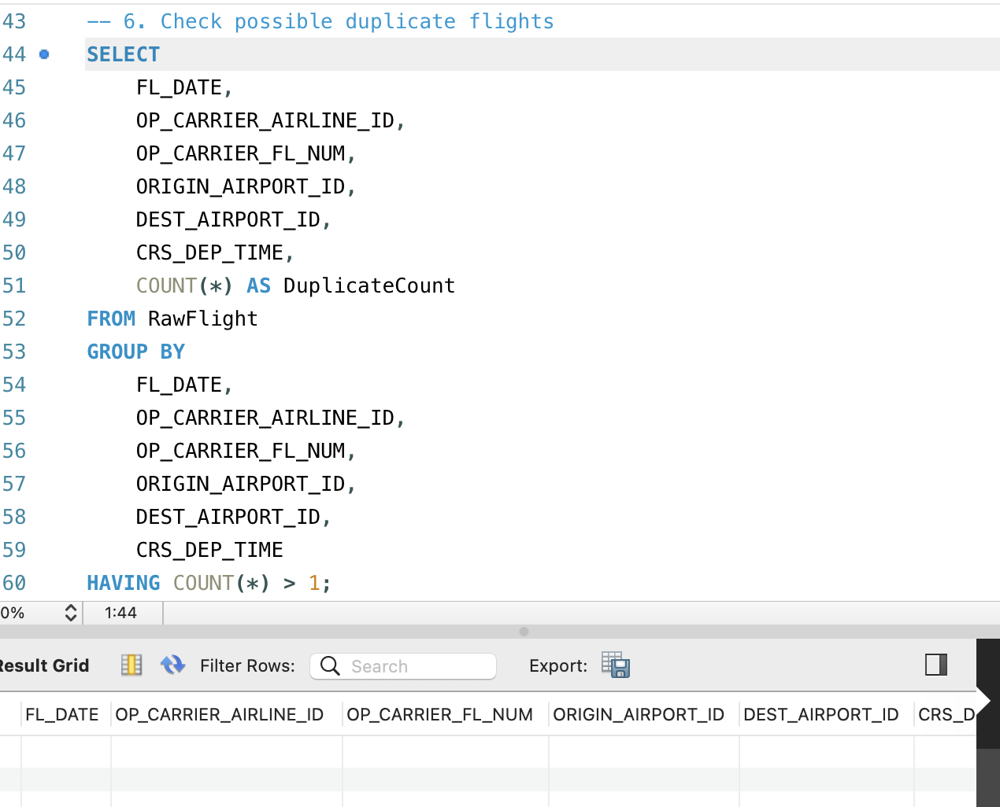 43 -- 6. Check possible duplicate flights
44 SELECT
45 FL_DATE,
46 OP_CARRIER_AIRLINE_ID,
47 OP_CARRIER_FL_NUM,
48 ORIGIN_AIRPORT_ID,
49 DEST_AIRPORT_ID,
50 CRS_DEP_TIME,
51 COUNT(*) AS DuplicateCount
52 FROM RawFlight
53 GROUP BY
54 FL_DATE,
55 OP_CARRIER_AIRLINE_ID,
56 OP_CARRIER_FL_NUM,
57 ORIGIN_AIRPORT_ID,
58 DEST_AIRPORT_ID,
59 CRS_DEP_TIME
60 HAVING COUNT(*) > 1;
0% 1:44
Result Grid Filter Rows: Search Export:
FL_DATE OP_CARRIER_AIRLINE_ID OP_CARRIER_FL_NUM ORIGIN_AIRPORT_ID DEST_AIRPORT_ID CRS_D